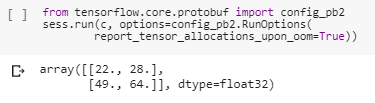 [ ] from tensorflow.core.protobuf import config_pb2
sess.run(c, options=config_pb2.RunOptions(
report_tensor_allocations_upon_oom=True))
array([[22., 28.],
[49., 64.]], dtype=float32)